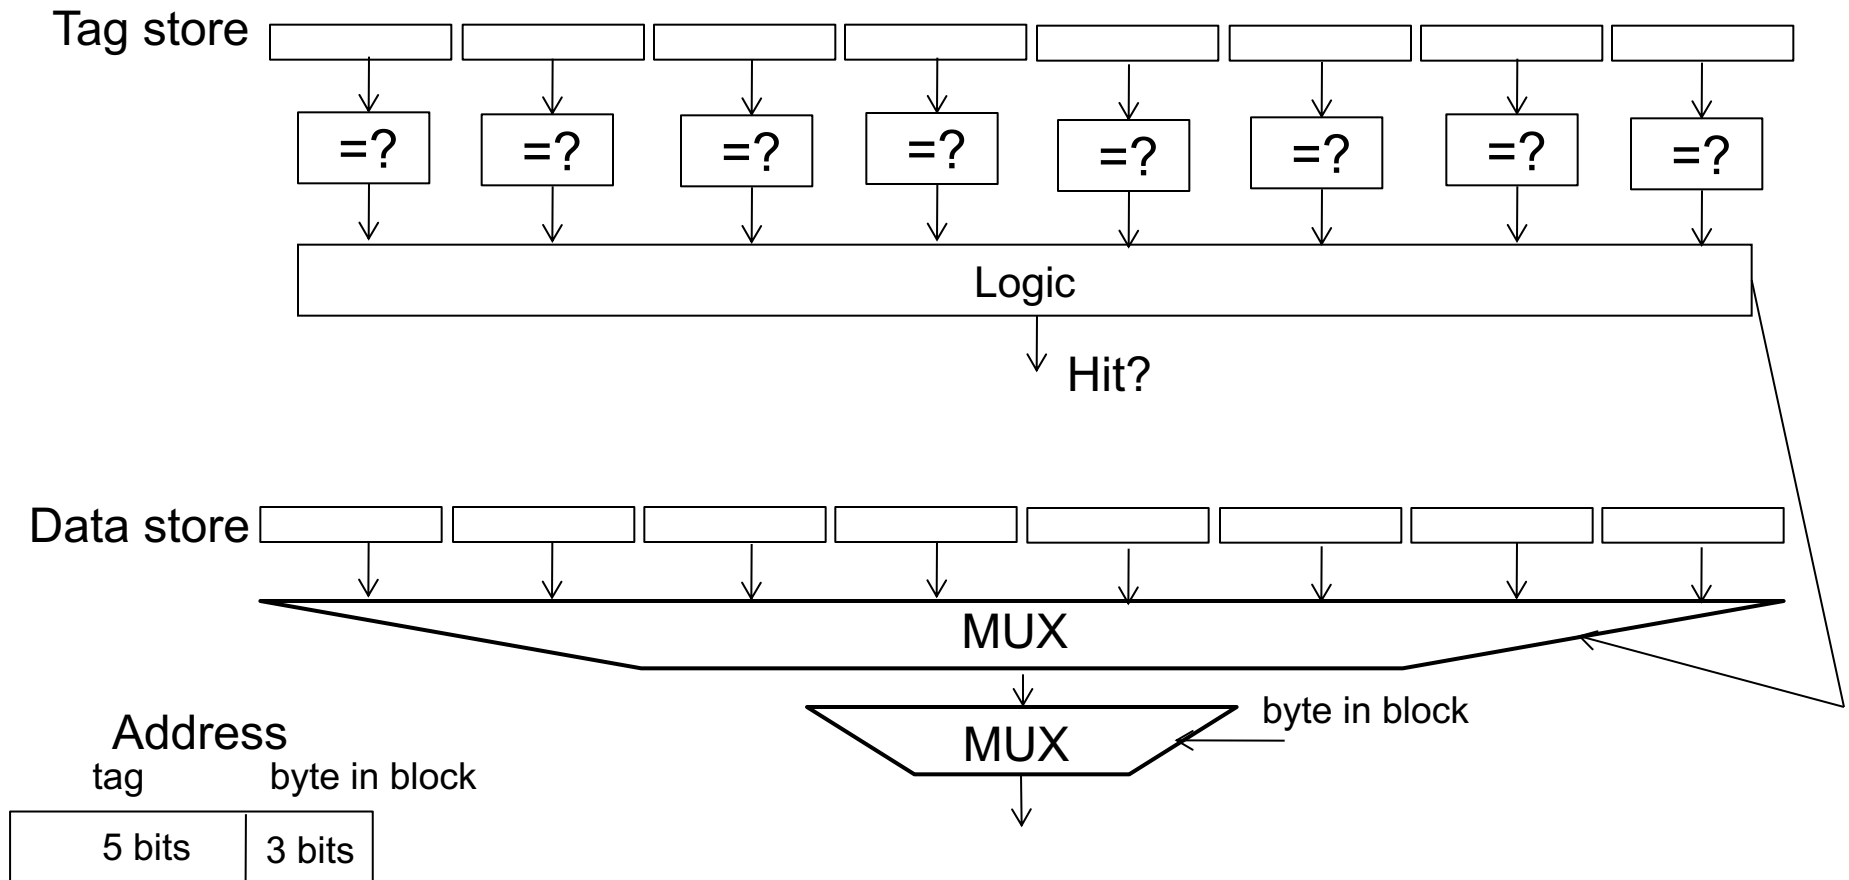 Tag store
=? =? =? =? =? =? =? =?
Logic
Hit?
Data store
MUX
byte in block
MUX
Address
tag byte in block
5 bits 3 bits